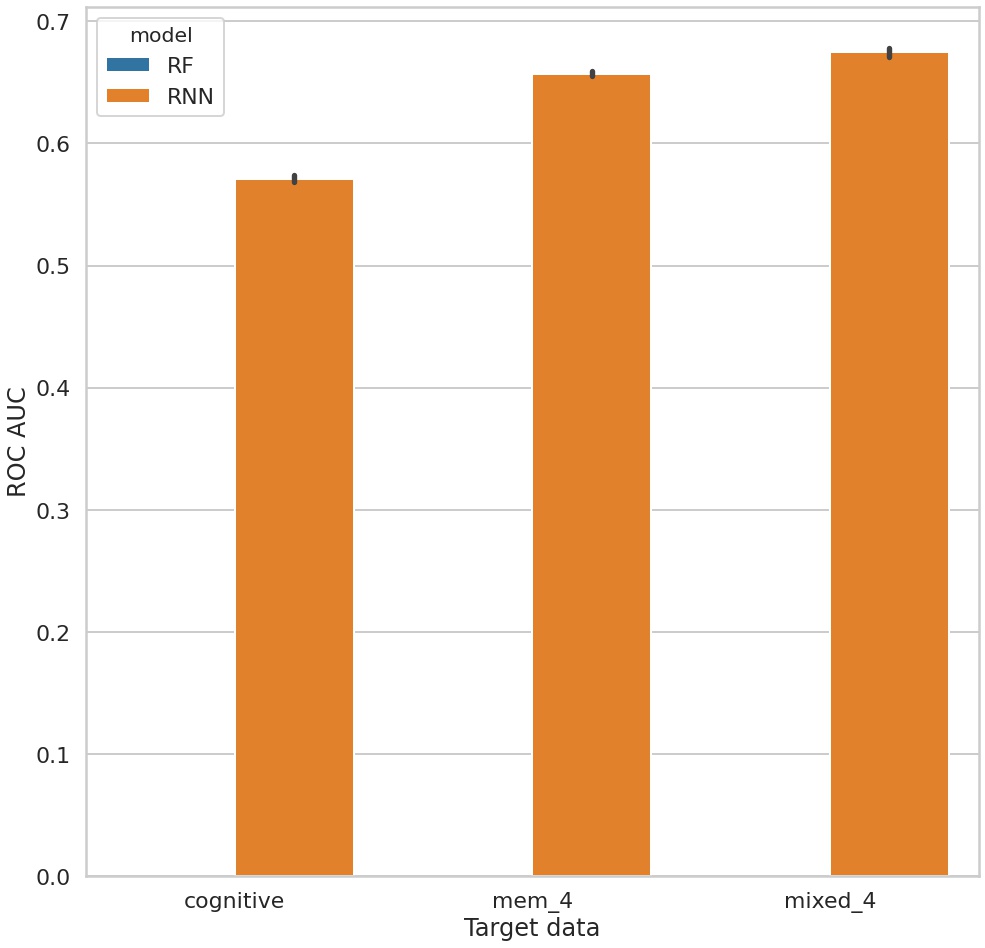 0.7
model
RF
RNN
0.6
0.5
0.4
0.3
0.2
0.1
0.0
ROC AUC
cognitive
mem_4
mixed_4
Target data